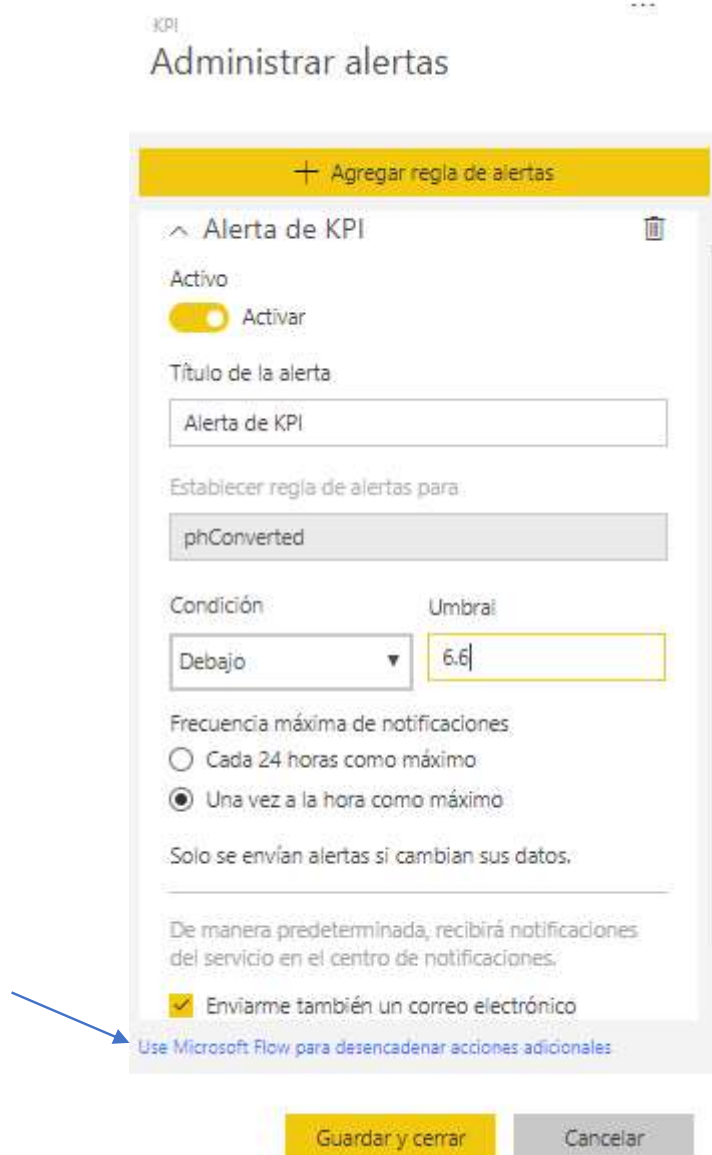 KPI
Administrar alertas
+ Agregar regla de alertas
Alerta de KPI
Activo
Activar
Título de la alerta
Alerta de KPI
Establecer regla de alertas para
phConverted
Condición Umbral
Debajo 6.6
Frecuencia máxima de notificaciones
Cada 24 horas como máximo
Una vez a la hora como máximo
Solo se envían alertas si cambian sus datos.
De manera predeterminada, recibirá notificaciones
del servicio en el centro de notificaciones.
Enviarme también un correo electrónico
Use Microsoft Flow para desencadenar acciones adicionales
Guardar y cerrar Cancelar